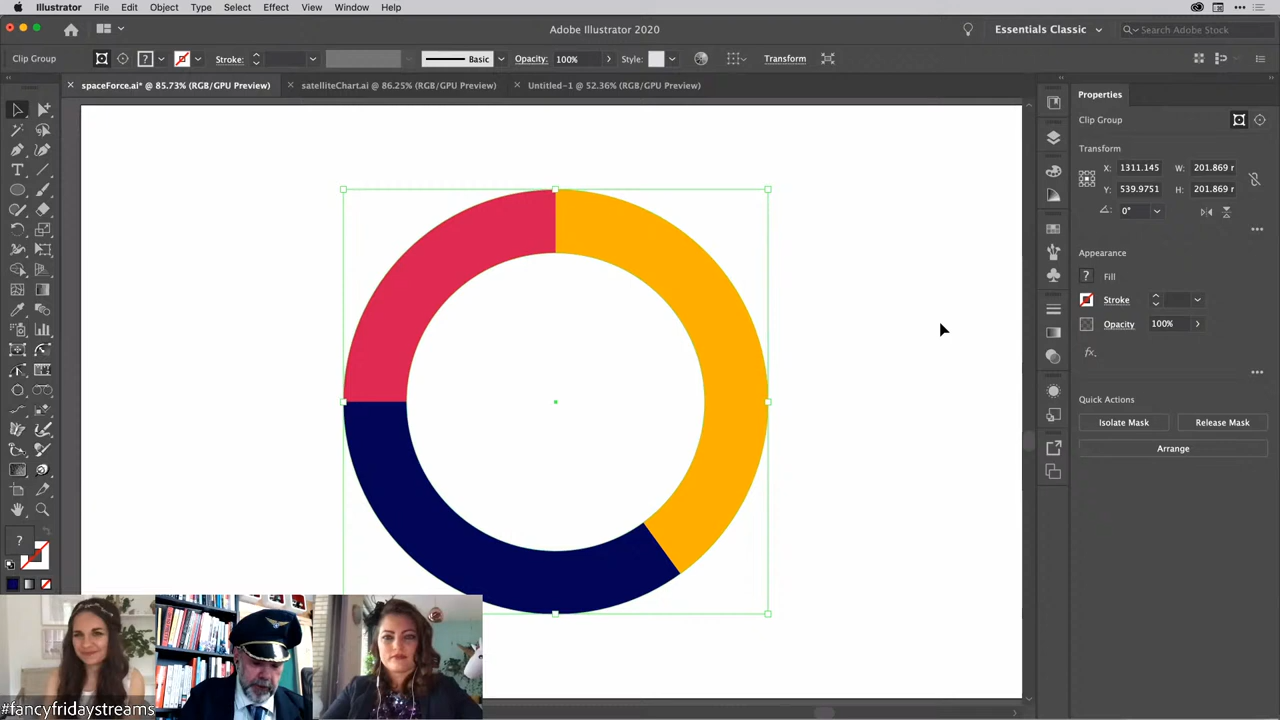 Illustrator File Edit Object Type Select Effect View Window Help
Adobe Illustrator 2020
Essentials Classic
Search Adobe Stock
Clip Group
?
Stroke:
Basic
Opacity: 100%
Style:
Transform
× spaceForce.ai* @ 85.73% (RGB/GPU Preview)
× satelliteChart.ai @ 86.25% (RGB/GPU Preview)
× Untitled-1 @ 52.36% (RGB/GPU Preview)
Properties
Clip Group
Transform
X: 1311.145 W: 201.869 r
Y: 539.9751 H: 201.869 r
0°
Appearance
? Fill
Stroke
Opacity 100%
fx.
Quick Actions
Isolate Mask Release Mask
Arrange
?
#fancyfridaystreams